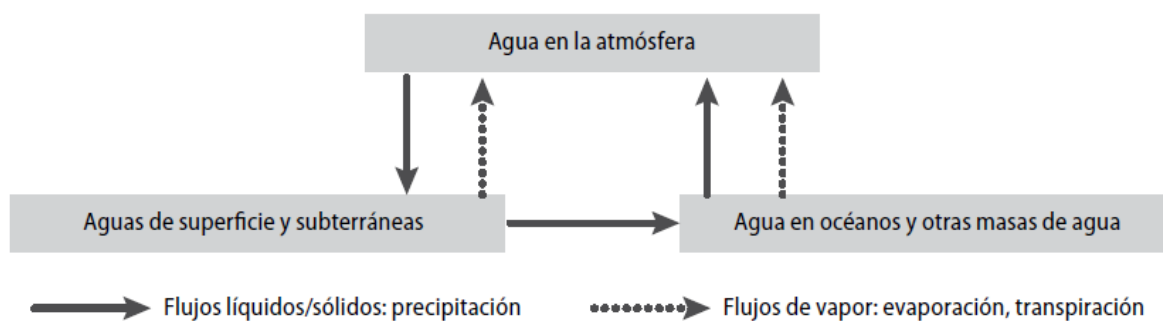 Agua en la atmósfera
Aguas de superficie y subterráneas
Agua en océanos y otras masas de agua
Flujos líquidos/sólidos: precipitación
Flujos de vapor: evaporación, transpiración